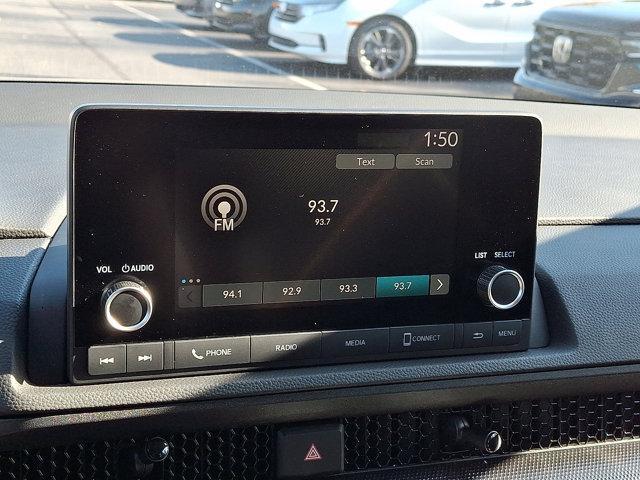 1:50
Text Scan
FM
93.7
93.7
VOL AUDIO
LIST SELECT
94.1 92.9 93.3 93.7
PHONE RADIO MEDIA CONNECT MENU